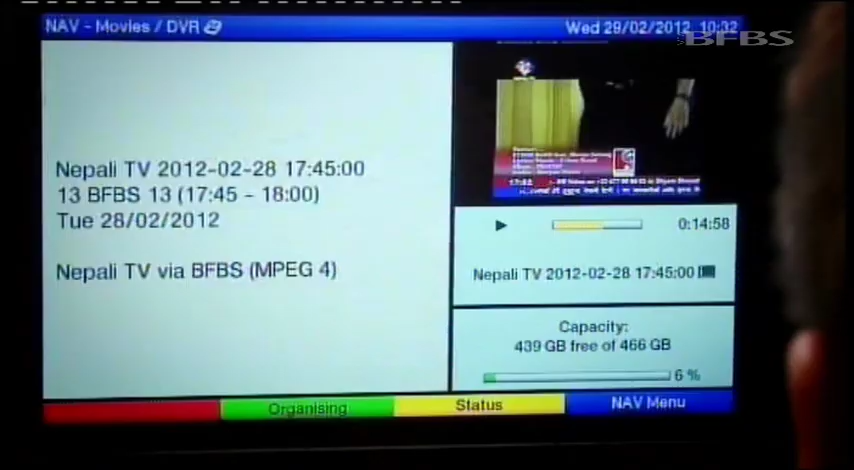 NAV - Movies / DVR
Wed 29/02/2012 10:32
BFBS
Nepali TV 2012-02-28 17:45:00
13 BFBS 13 (17:45 - 18:00)
Tue 28/02/2012
Nepali TV via BFBS (MPEG 4)
17:52
0:14:58
Nepali TV 2012-02-28 17:45:00
Capacity:
439 GB free of 466 GB
6 %
Organising
Status
NAV Menu